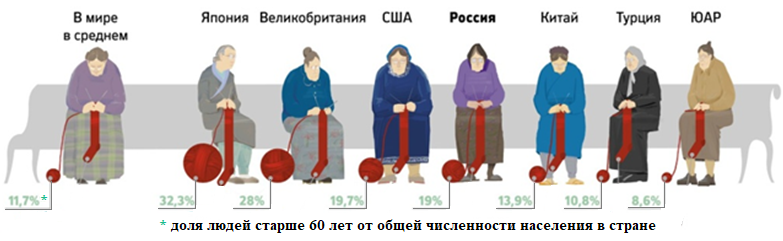 В мире
в среднем
Япония
Великобритания
США
Россия
Китай
Турция
ЮАР
11,7%*
32,3%
28%
19,7%
19%
13,9%
10,8%
8,6%
* доля людей старше 60 лет от общей численности населения в стране